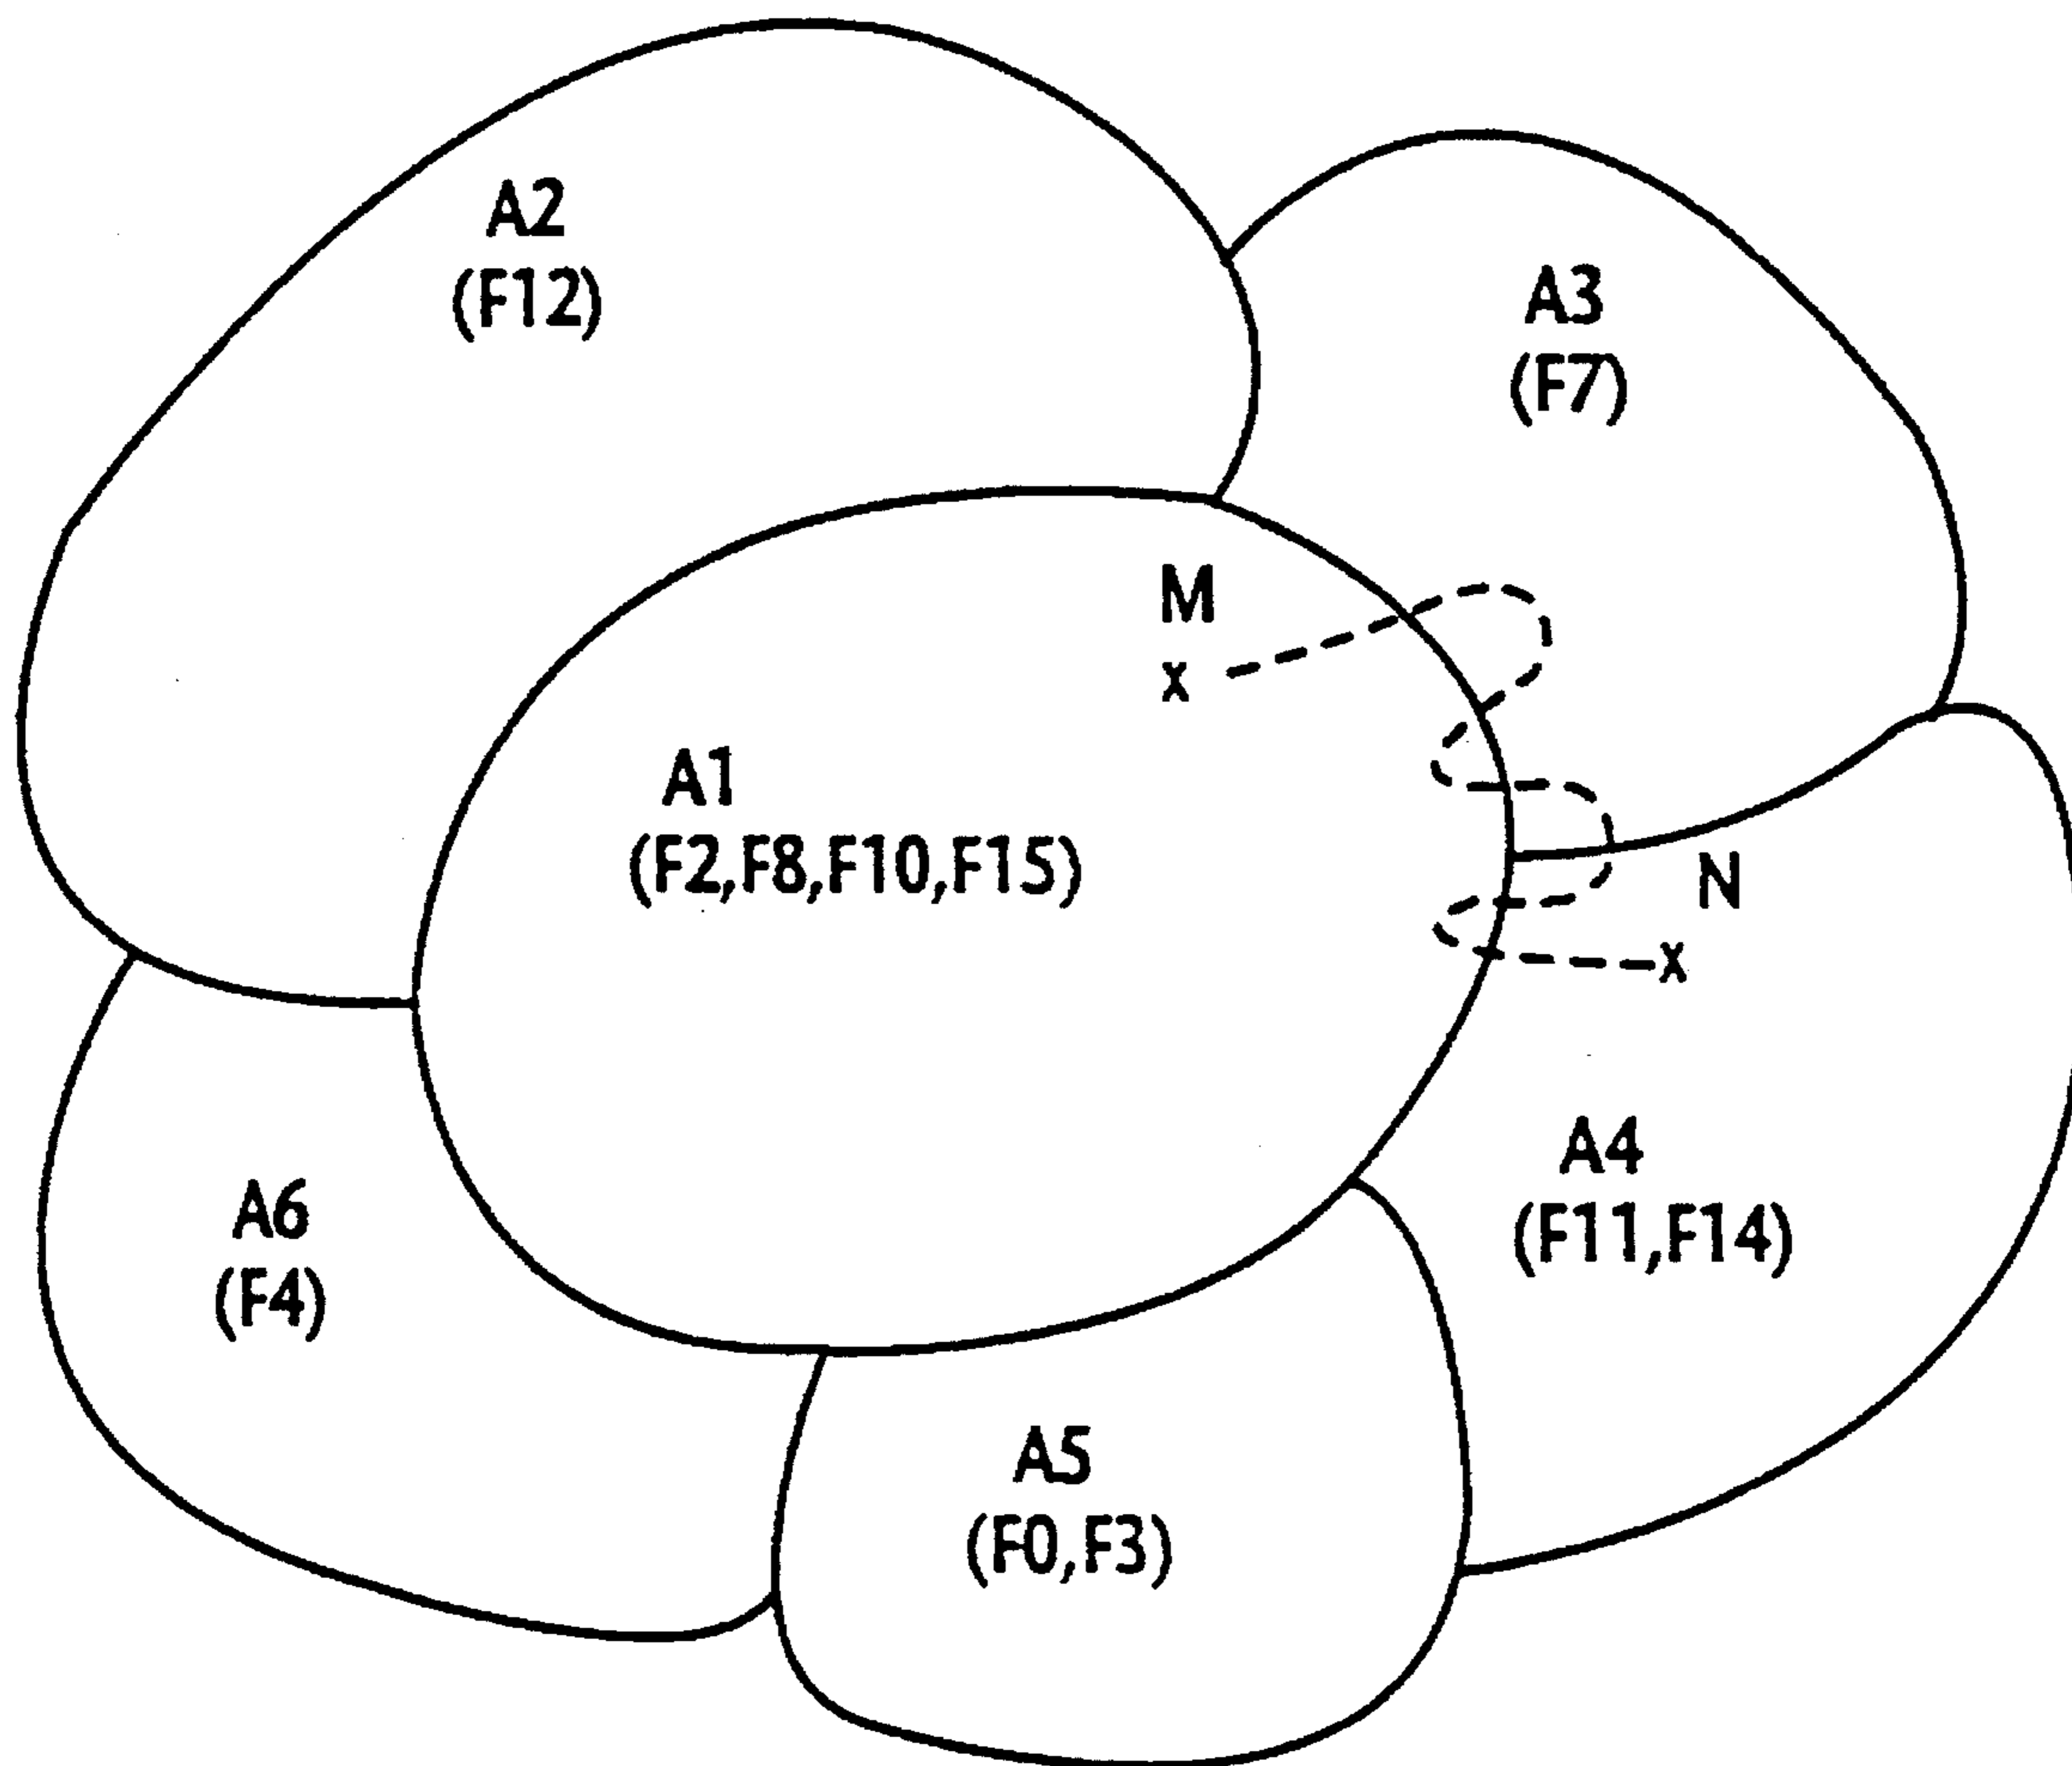 A2
(F12)
A3
(F7)
M
x
A1
(F2,F8,F10,F15)
N
x
A4
(F11,F14)
A6
(F4)
A5
(F0,F3)